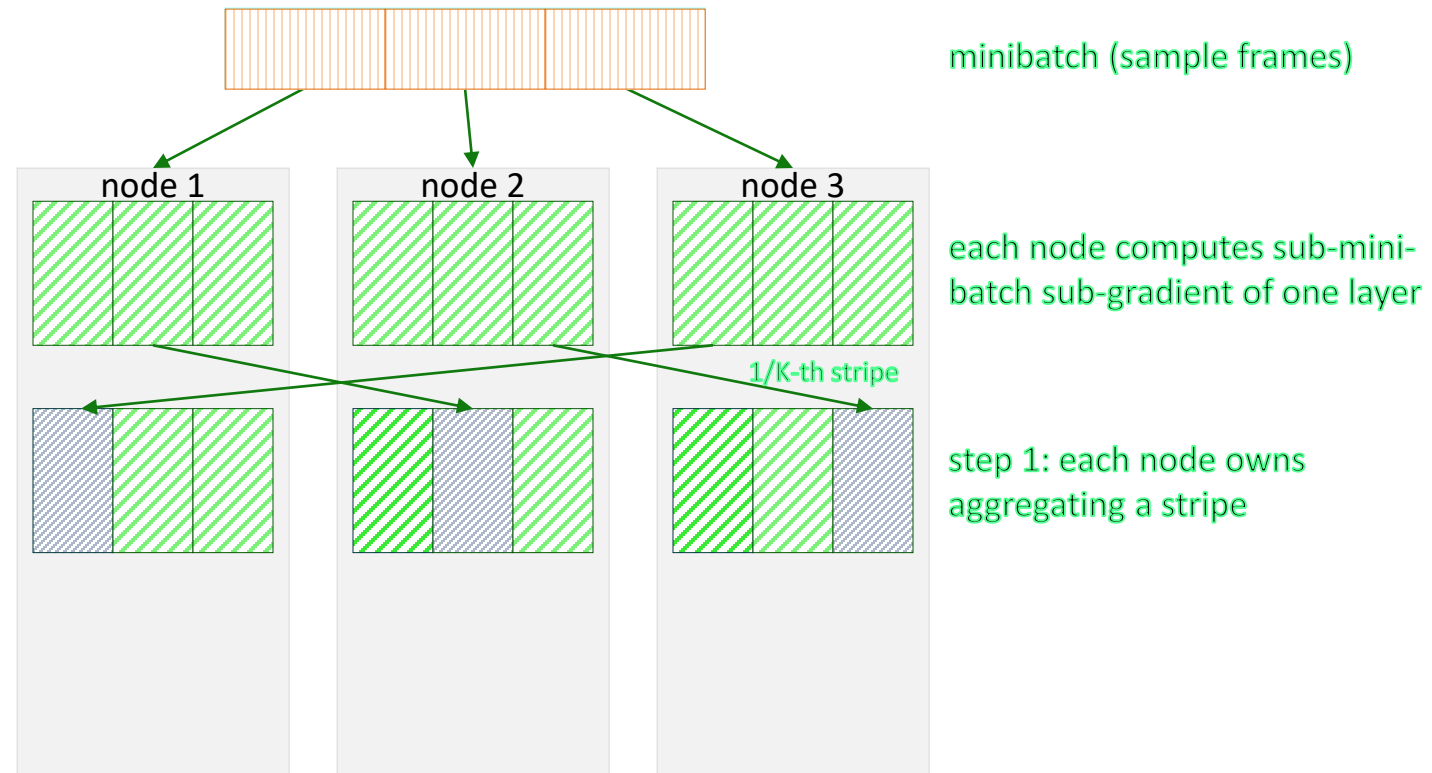 minibatch (sample frames)
node 1
node 2
node 3
each node computes sub-mini-
batch sub-gradient of one layer
1/K-th stripe
step 1: each node owns
aggregating a stripe